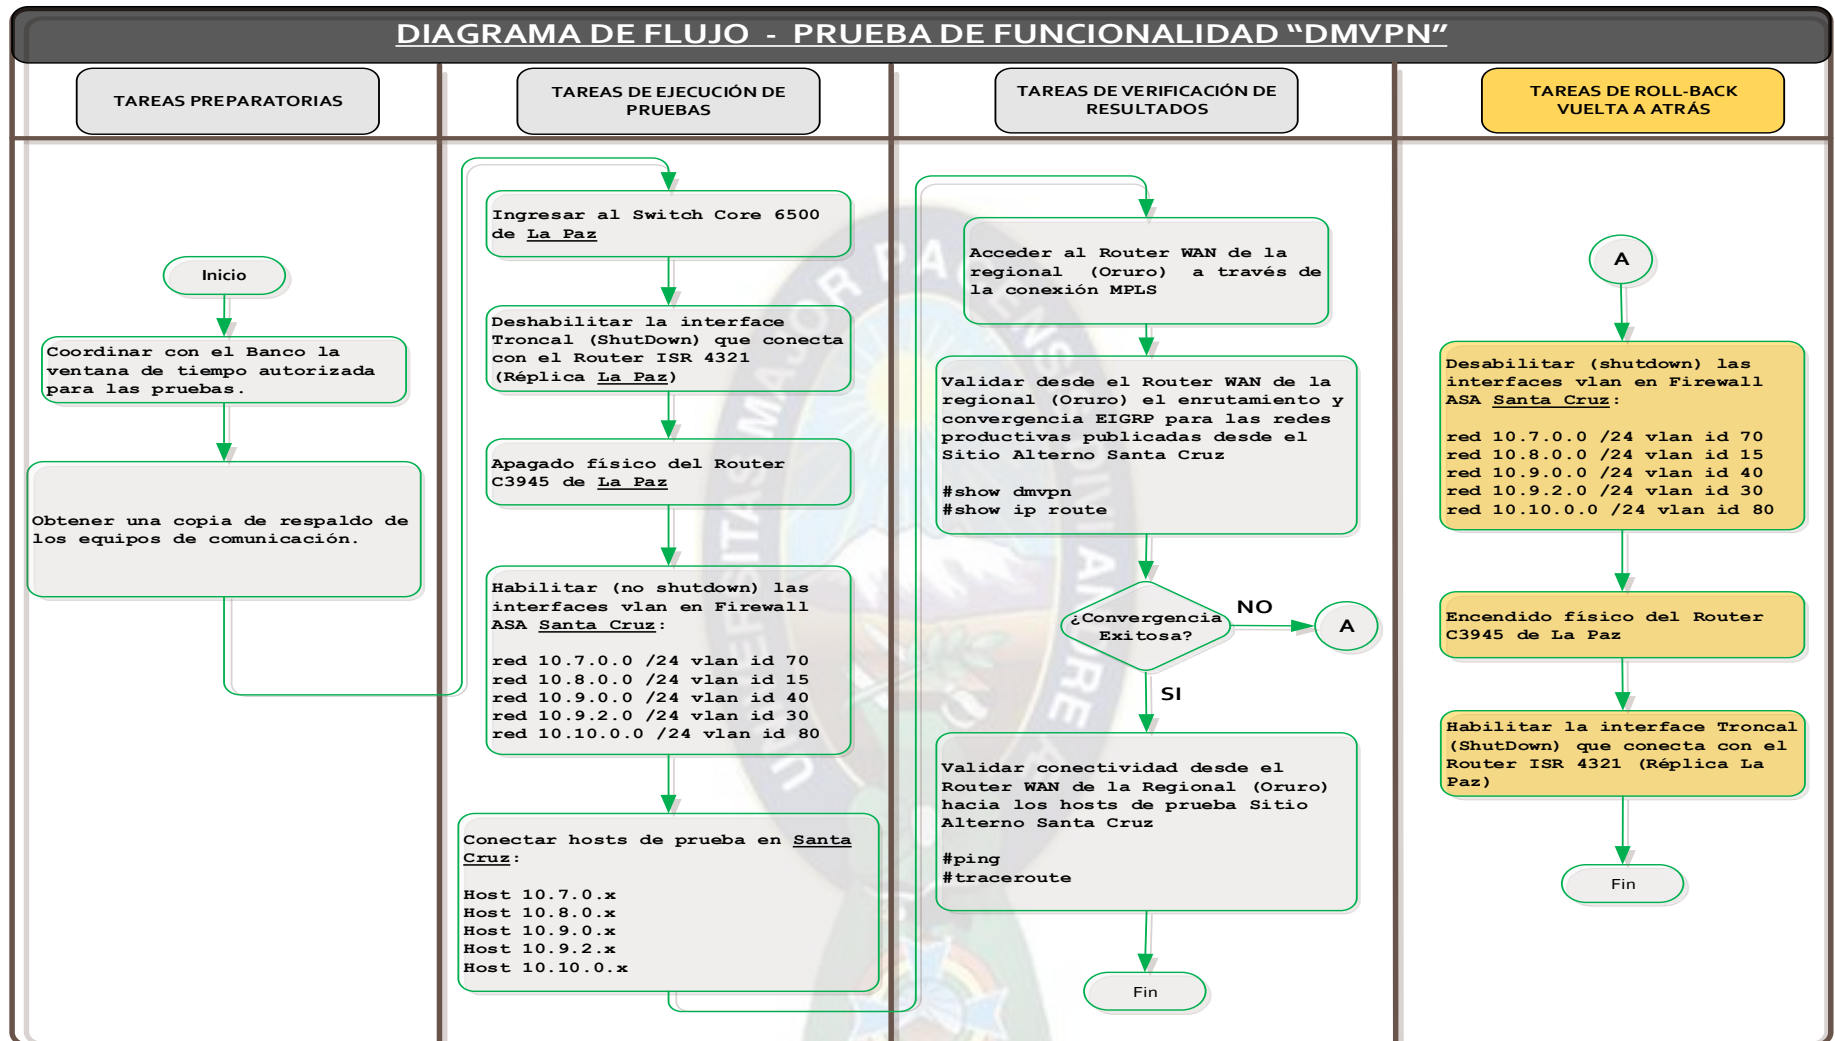 DIAGRAMA DE FLUJO - PRUEBA DE FUNCIONALIDAD “DMVPN”
TAREAS PREPARATORIAS
Inicio
Coordinar con el Banco la
ventana de tiempo autorizada
para las pruebas.
Obtener una copia de respaldo de
los equipos de comunicación.
TAREAS DE EJECUCIÓN DE
PRUEBAS
Ingresar al Switch Core 6500
de La Paz
Deshabilitar la interface
Troncal (ShutDown) que conecta
con el Router ISR 4321
(Réplica La Paz)
Apagado físico del Router
C3945 de La Paz
Habilitar (no shutdown) las
interfaces vlan en Firewall
ASA Santa Cruz:
red 10.7.0.0 /24 vlan id 70
red 10.8.0.0 /24 vlan id 15
red 10.9.0.0 /24 vlan id 40
red 10.9.2.0 /24 vlan id 30
red 10.10.0.0 /24 vlan id 80
Conectar hosts de prueba en Santa
Cruz:
Host 10.7.0.x
Host 10.8.0.x
Host 10.9.0.x
Host 10.9.2.x
Host 10.10.0.x
TAREAS DE VERIFICACIÓN DE
RESULTADOS
Acceder al Router WAN de la
regional (Oruro) a través de
la conexión MPLS
Validar desde el Router WAN de la
regional (Oruro) el enrutamiento y
convergencia EIGRP para las redes
productivas publicadas desde el
Sitio Alterno Santa Cruz
#show dmvpn
#show ip route
¿Convergencia
Exitosa?
NO
A
SI
Validar conectividad desde el
Router WAN de la Regional (Oruro)
hacia los hosts de prueba Sitio
Alterno Santa Cruz
#ping
#traceroute
Fin
TAREAS DE ROLL-BACK
VUELTA A ATRÁS
A
Desabilitar (shutdown) las
interfaces vlan en Firewall
ASA Santa Cruz:
red 10.7.0.0 /24 vlan id 70
red 10.8.0.0 /24 vlan id 15
red 10.9.0.0 /24 vlan id 40
red 10.9.2.0 /24 vlan id 30
red 10.10.0.0 /24 vlan id 80
Encendido físico del Router
C3945 de La Paz
Habilitar la interface Troncal
(ShutDown) que conecta con el
Router ISR 4321 (Réplica La
Paz)
Fin